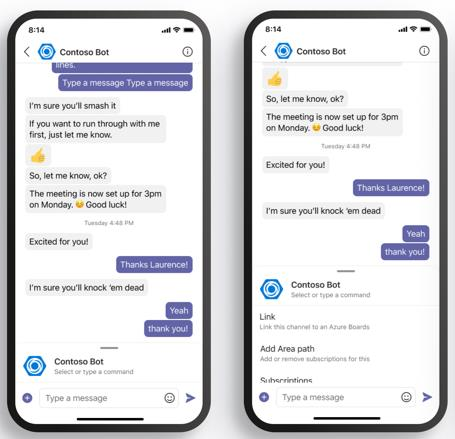 8:14
Contoso Bot
lines.
Type a message Type a message
I'm sure you'll smash it
If you want to run through with me
first, just let me know.
So, let me know, ok?
The meeting is now set up for 3pm
on Monday. 😉 Good luck!
Tuesday 4:48 PM
Excited for you!
Thanks Laurence!
I'm sure you'll knock 'em dead
Yeah
thank you!
Contoso Bot
Select or type a command
Type a message
8:14
Contoso Bot
So, let me know, ok?
The meeting is now set up for 3pm
on Monday. 😉 Good luck!
Tuesday 4:48 PM
Excited for you!
Thanks Laurence!
I'm sure you'll knock 'em dead
Yeah
thank you!
Contoso Bot
Select or type a command
Link
Link this channel to an Azure Boards
Add Area path
Add or remove subscriptions for this
Subscriptions
Type a message